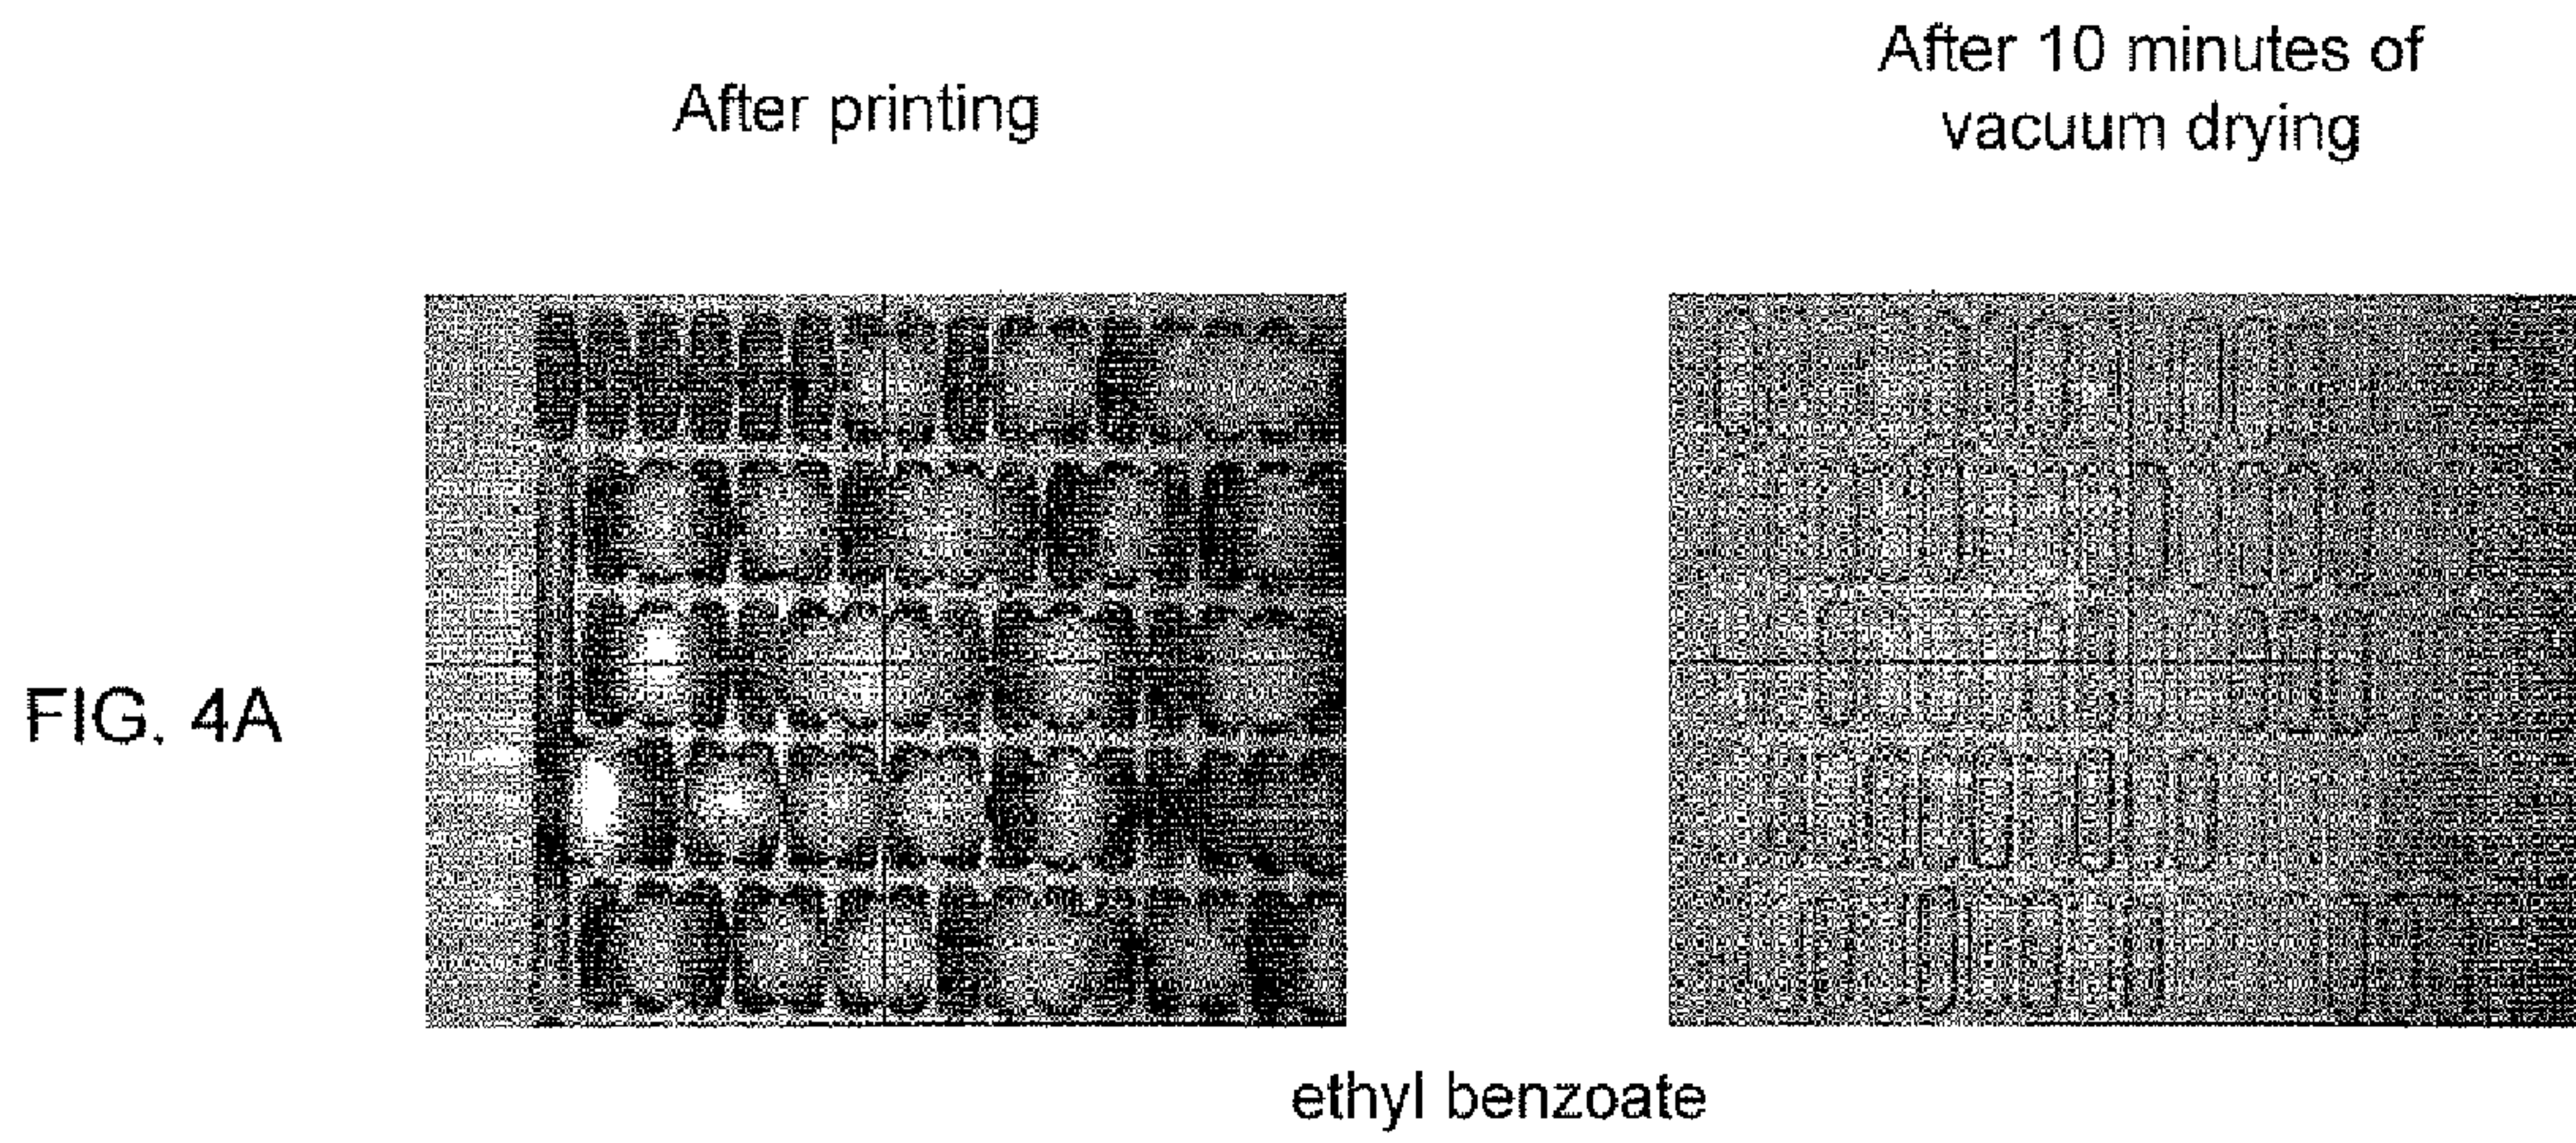 After printing
After 10 minutes of
vacuum drying
FIG. 4A
ethyl benzoate